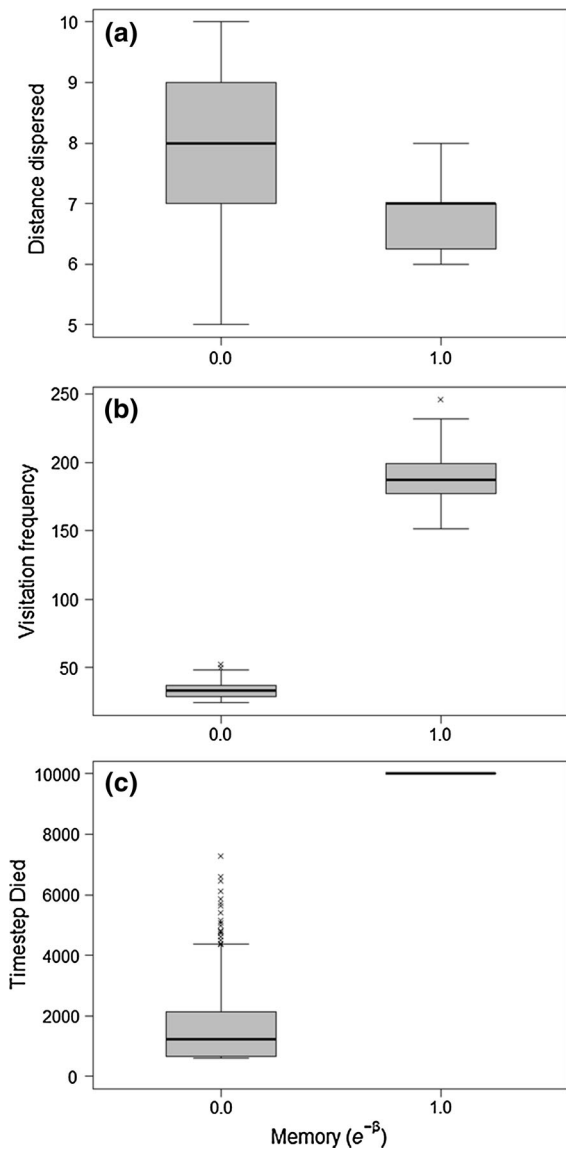 (a)
Distance dispersed
10
9
8
7
6
5
0.0 1.0
(b)
Visitation frequency
250
200
150
100
50
0.0 1.0
(c)
Timestep Died
10000
8000
6000
4000
2000
0
0.0 1.0
Memory (e⁻ᵝ)